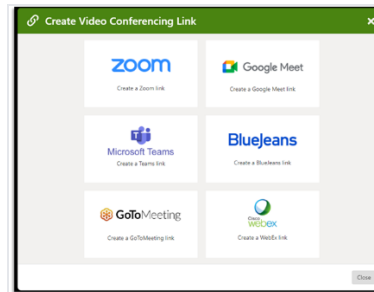 Create Video Conferencing Link
zoom
Create a Zoom link
Google Meet
Create a Google Meet link
Microsoft Teams
Create a Teams link
BlueJeans
Create a BlueJeans link
GoToMeeting
Create a GoToMeeting link
Cisco
webex
Create a WebEx link
Close